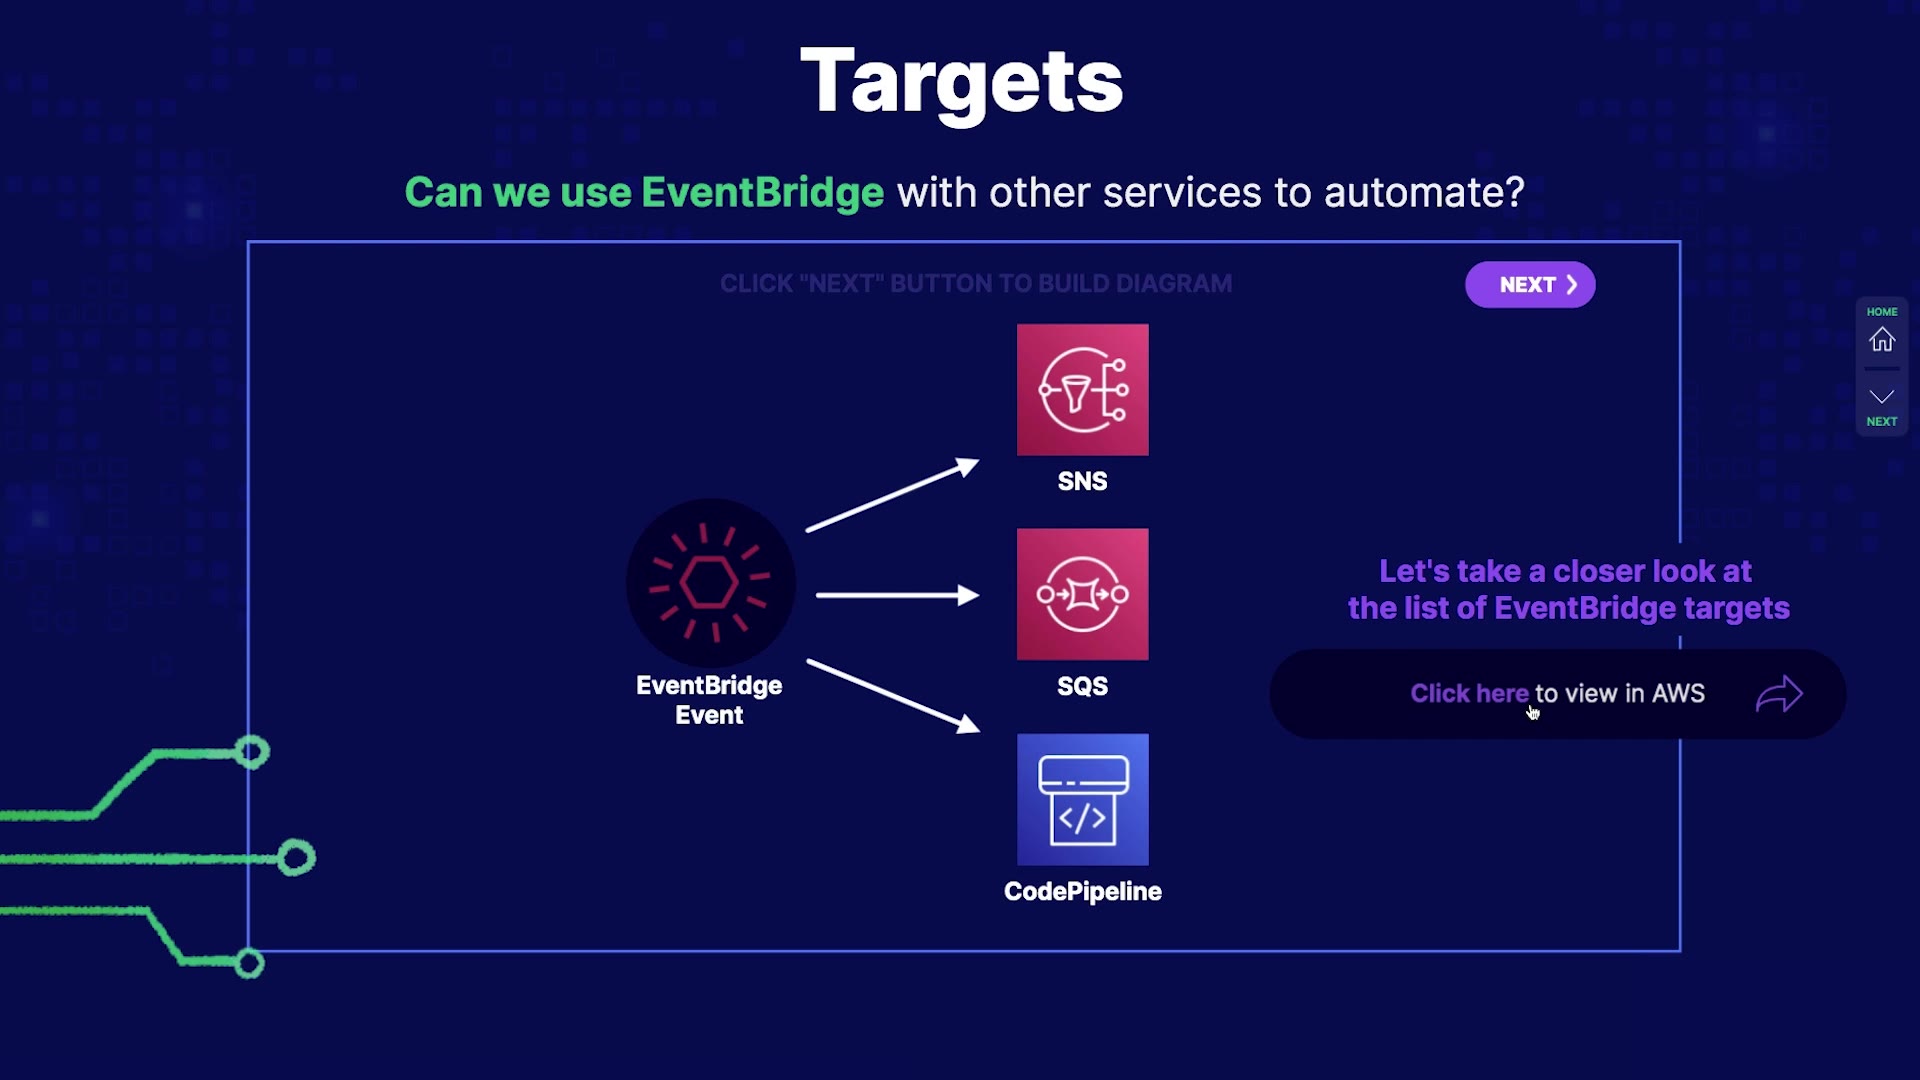 Targets
Can we use EventBridge with other services to automate?
CLICK "NEXT" BUTTON TO BUILD DIAGRAM
NEXT
HOME
NEXT
SNS
EventBridge
Event
SQS
CodePipeline
Let's take a closer look at
the list of EventBridge targets
Click here to view in AWS